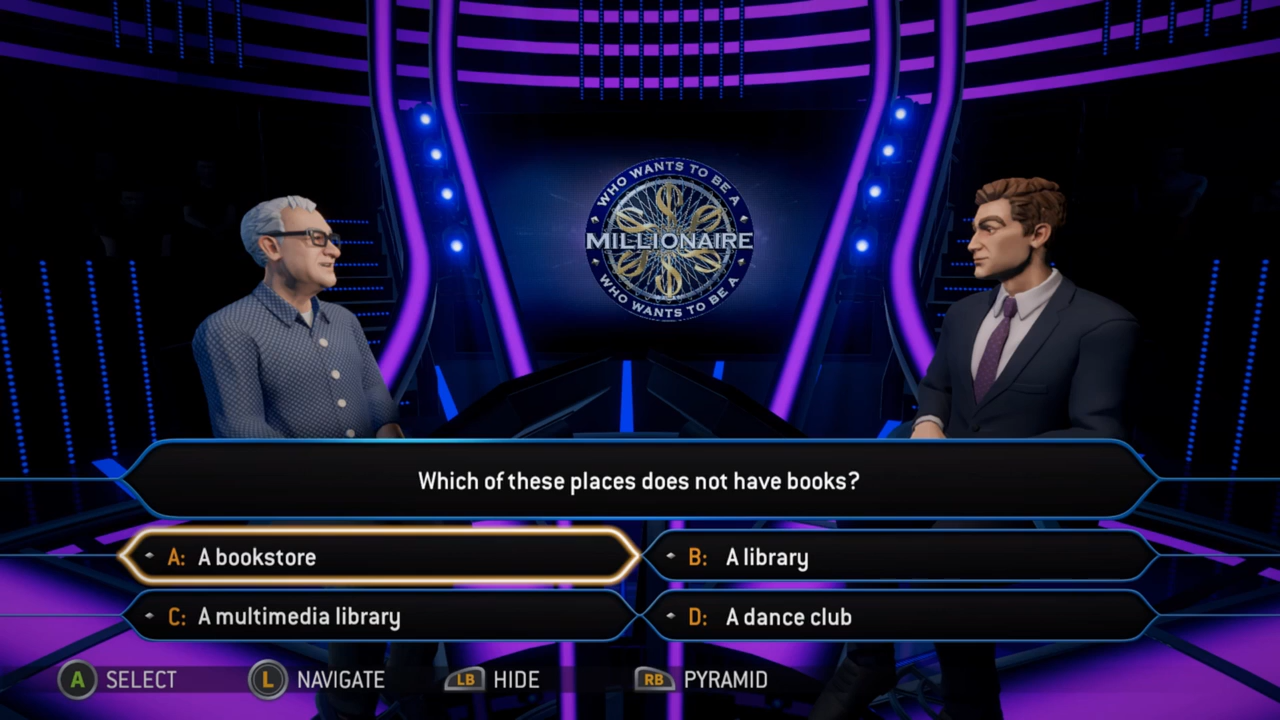 WHO WANTS TO BE A
MILLIONAIRE
WHO WANTS TO BE A
Which of these places does not have books?
A: A bookstore
B: A library
C: A multimedia library
D: A dance club
A SELECT
L NAVIGATE
LB HIDE
RB PYRAMID